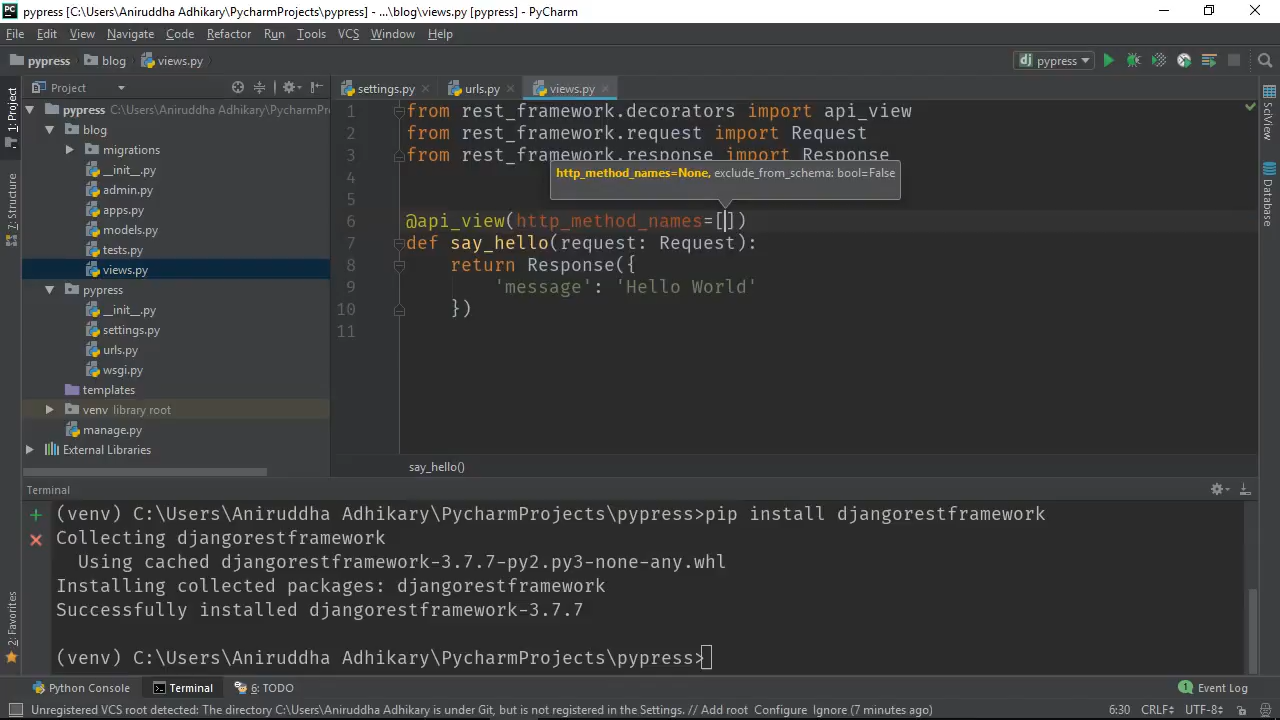 pypress [C:\Users\Aniruddha Adhikary\PycharmProjects\pypress] - ...\blog\views.py [pypress] - PyCharm
File Edit View Navigate Code Refactor Run Tools VCS Window Help
pypress blog views.py
pypress
Project
settings.py urls.py views.py
pypress C:\Users\Aniruddha Adhikary\PycharmPro
blog
migrations
__init__.py
admin.py
apps.py
models.py
tests.py
views.py
pypress
__init__.py
settings.py
urls.py
wsgi.py
templates
venv library root
manage.py
External Libraries
1: Project
7: Structure
2: Favorites
1 from rest_framework.decorators import api_view
2 from rest_framework.request import Request
3 from rest_framework.response import Response
http_method_names=None, exclude_from_schema: bool=False
4
5
6 @api_view(http_method_names=[])
7 def say_hello(request: Request):
8 return Response({
9 'message': 'Hello World'
10 })
11
say_hello()
SciView
Database
Terminal
(venv) C:\Users\Aniruddha Adhikary\PycharmProjects\pypress>pip install djangorestframework
Collecting djangorestframework
Using cached djangorestframework-3.7.7-py2.py3-none-any.whl
Installing collected packages: djangorestframework
Successfully installed djangorestframework-3.7.7
(venv) C:\Users\Aniruddha Adhikary\PycharmProjects\pypress>
Python Console Terminal 6: TODO Event Log
Unregistered VCS root detected: The directory C:\Users\Aniruddha Adhikary is under Git, but is not registered in the Settings. // Add root Configure Ignore (7 minutes ago) 6:30 CRLF UTF-8